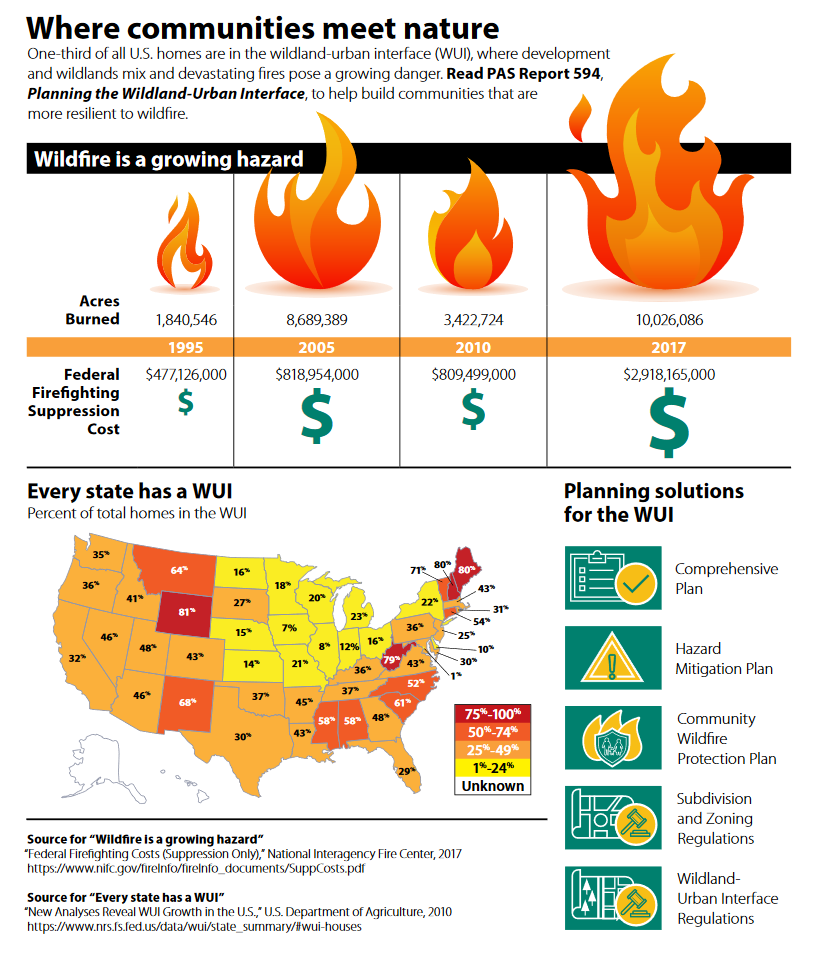 Where communities meet nature
One-third of all U.S. homes are in the wildland-urban interface (WUI), where development
and wildlands mix and devastating fires pose a growing danger. Read PAS Report 594,
Planning the Wildland-Urban Interface, to help build communities that are
more resilient to wildfire.
Wildfire is a growing hazard
Acres
Burned
1,840,546
8,689,389
3,422,724
10,026,086
1995
2005
2010
2017
Federal
Firefighting
Suppression
Cost
$477,126,000
$818,954,000
$809,499,000
$2,918,165,000
$
$
$
$
Every state has a WUI
Percent of total homes in the WUI
35%
36%
41%
64%
81%
32%
46%
48%
43%
46%
68%
16%
27%
15%
14%
37%
30%
18%
7%
21%
45%
43%
20%
8%
23%
12%
16%
36%
37%
58%
58%
48%
29%
61%
52%
43%
79%
36%
22%
71%
80%
80%
43%
31%
54%
25%
10%
30%
1%
75%-100%
50%-74%
25%-49%
1%-24%
Unknown
Planning solutions
for the WUI
Comprehensive
Plan
Hazard
Mitigation Plan
Community
Wildfire
Protection Plan
Subdivision
and Zoning
Regulations
Wildland-
Urban Interface
Regulations
Source for “Wildfire is a growing hazard”
“Federal Firefighting Costs (Suppression Only),” National Interagency Fire Center, 2017
https://www.nifc.gov/fireInfo/fireInfo_documents/SuppCosts.pdf
Source for “Every state has a WUI”
“New Analyses Reveal WUI Growth in the U.S.,” U.S. Department of Agriculture, 2010
https://www.nrs.fs.fed.us/data/wui/state_summary/#wui-houses